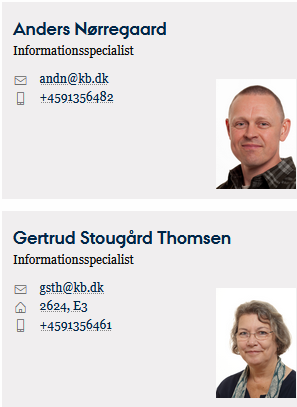 Anders Nørregaard
Informationsspecialist
andn@kb.dk
+4591356482
Gertrud Stougård Thomsen
Informationsspecialist
gsth@kb.dk
2624, E3
+4591356461